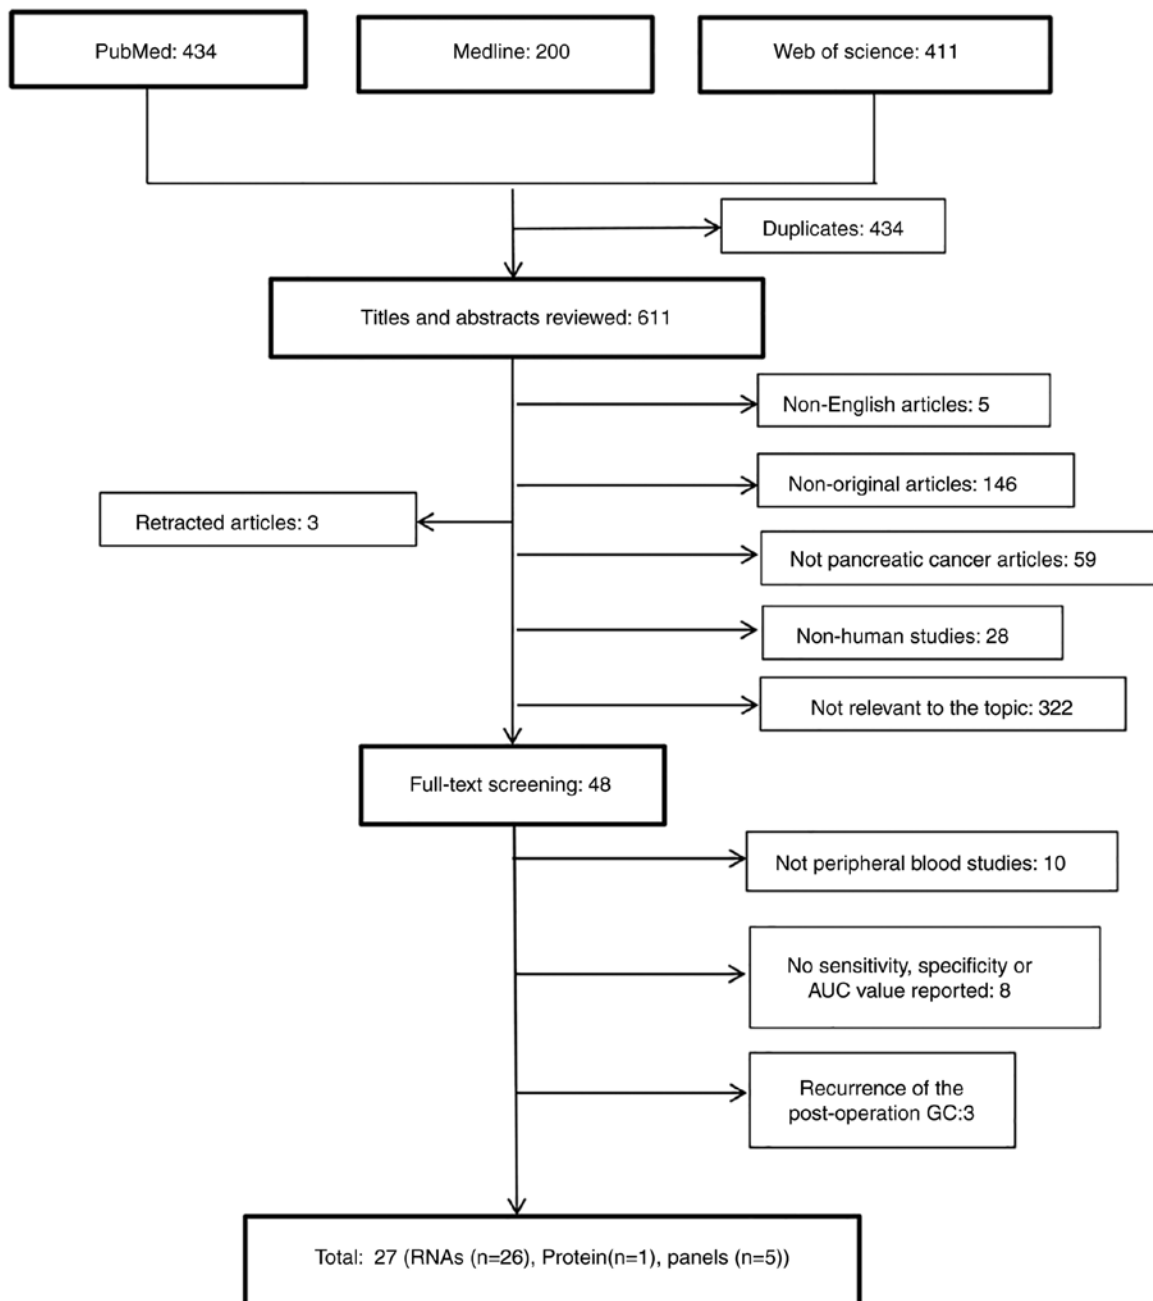 PubMed: 434
Medline: 200
Web of science: 411
Duplicates: 434
Titles and abstracts reviewed: 611
Non-English articles: 5
Non-original articles: 146
Retracted articles: 3
Not pancreatic cancer articles: 59
Non-human studies: 28
Not relevant to the topic: 322
Full-text screening: 48
Not peripheral blood studies: 10
No sensitivity, specificity or
AUC value reported: 8
Recurrence of the
post-operation GC:3
Total: 27 (RNAs (n=26), Protein(n=1), panels (n=5))